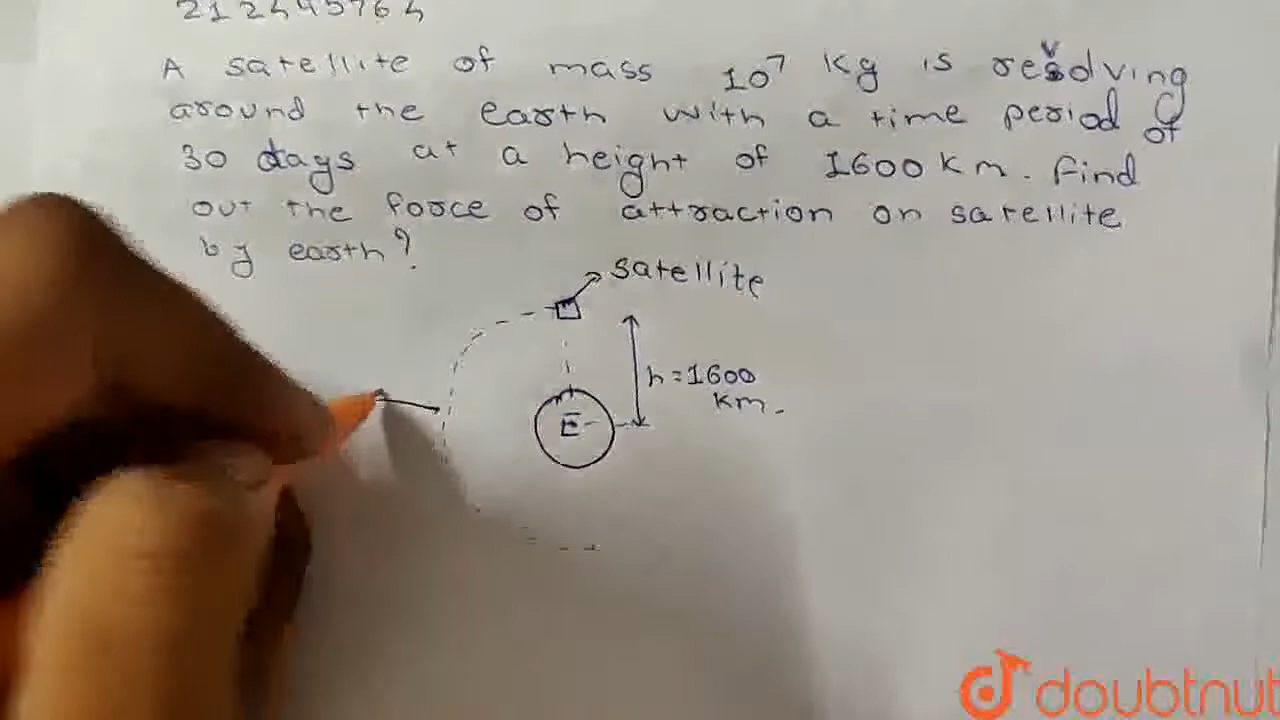 212445764
A satellite of mass 10⁷ kg is revolving
around the earth with a time period of
30 days at a height of 1600 Km. Find
out the force of attraction on satellite
by earth?
satellite
h = 1600
Km.
E
doubtnut